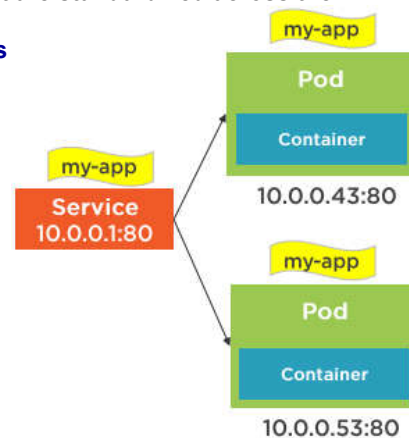 s
my-app
Pod
Container
10.0.0.43:80
my-app
Service
10.0.0.1:80
my-app
Pod
Container
10.0.0.53:80